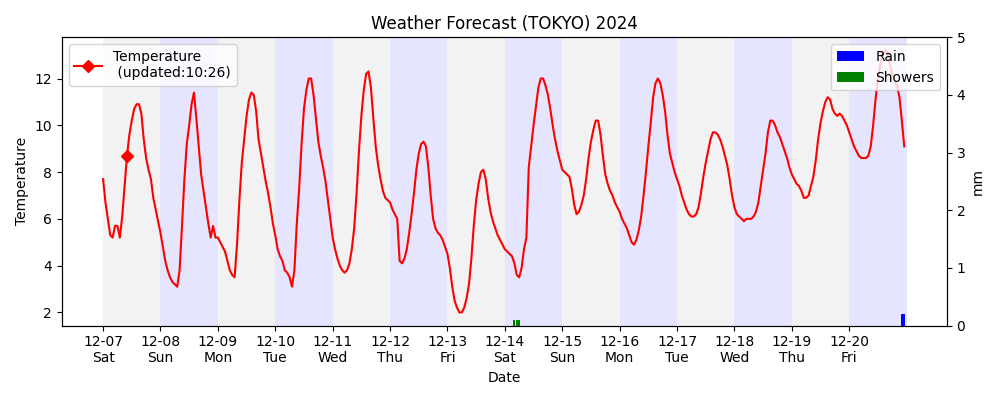 Weather Forecast (TOKYO) 2024
Temperature
(updated:10:26)
Rain
Showers
Temperature
12
10
8
6
4
2
5
4
3
2
1
0
mm
12-07 12-08 12-09 12-10 12-11 12-12 12-13 12-14 12-15 12-16 12-17 12-18 12-19 12-20
Sat Sun Mon Tue Wed Thu Fri Sat Sun Mon Tue Wed Thu Fri
Date